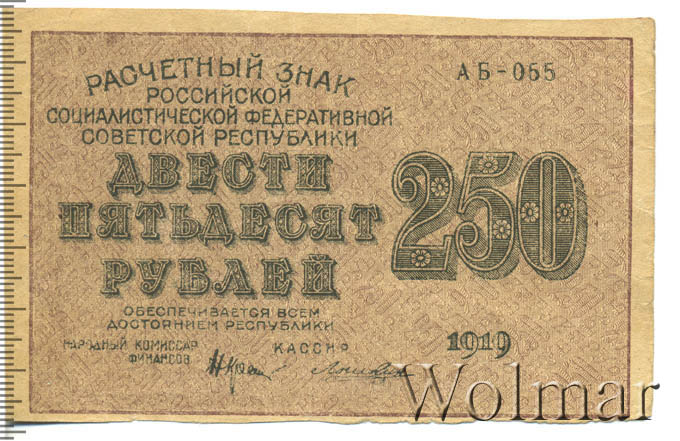 РАСЧЕТНЫЙ ЗНАК
РОССИЙСКОЙ
СОЦИАЛИСТИЧЕСКОЙ ФЕДЕРАТИВНОЙ
СОВЕТСКОЙ РЕСПУБЛИКИ
АБ-055
ДВЕСТИ
ПЯТЬДЕСЯТ
РУБЛЕЙ
250
ОБЕСПЕЧИВАЕТСЯ ВСЕМ
ДОСТОЯНИЕМ РЕСПУБЛИКИ
НАРОДНЫЙ КОМИССАР
ФИНАНСОВ
КАССИР
1919
Wolmar